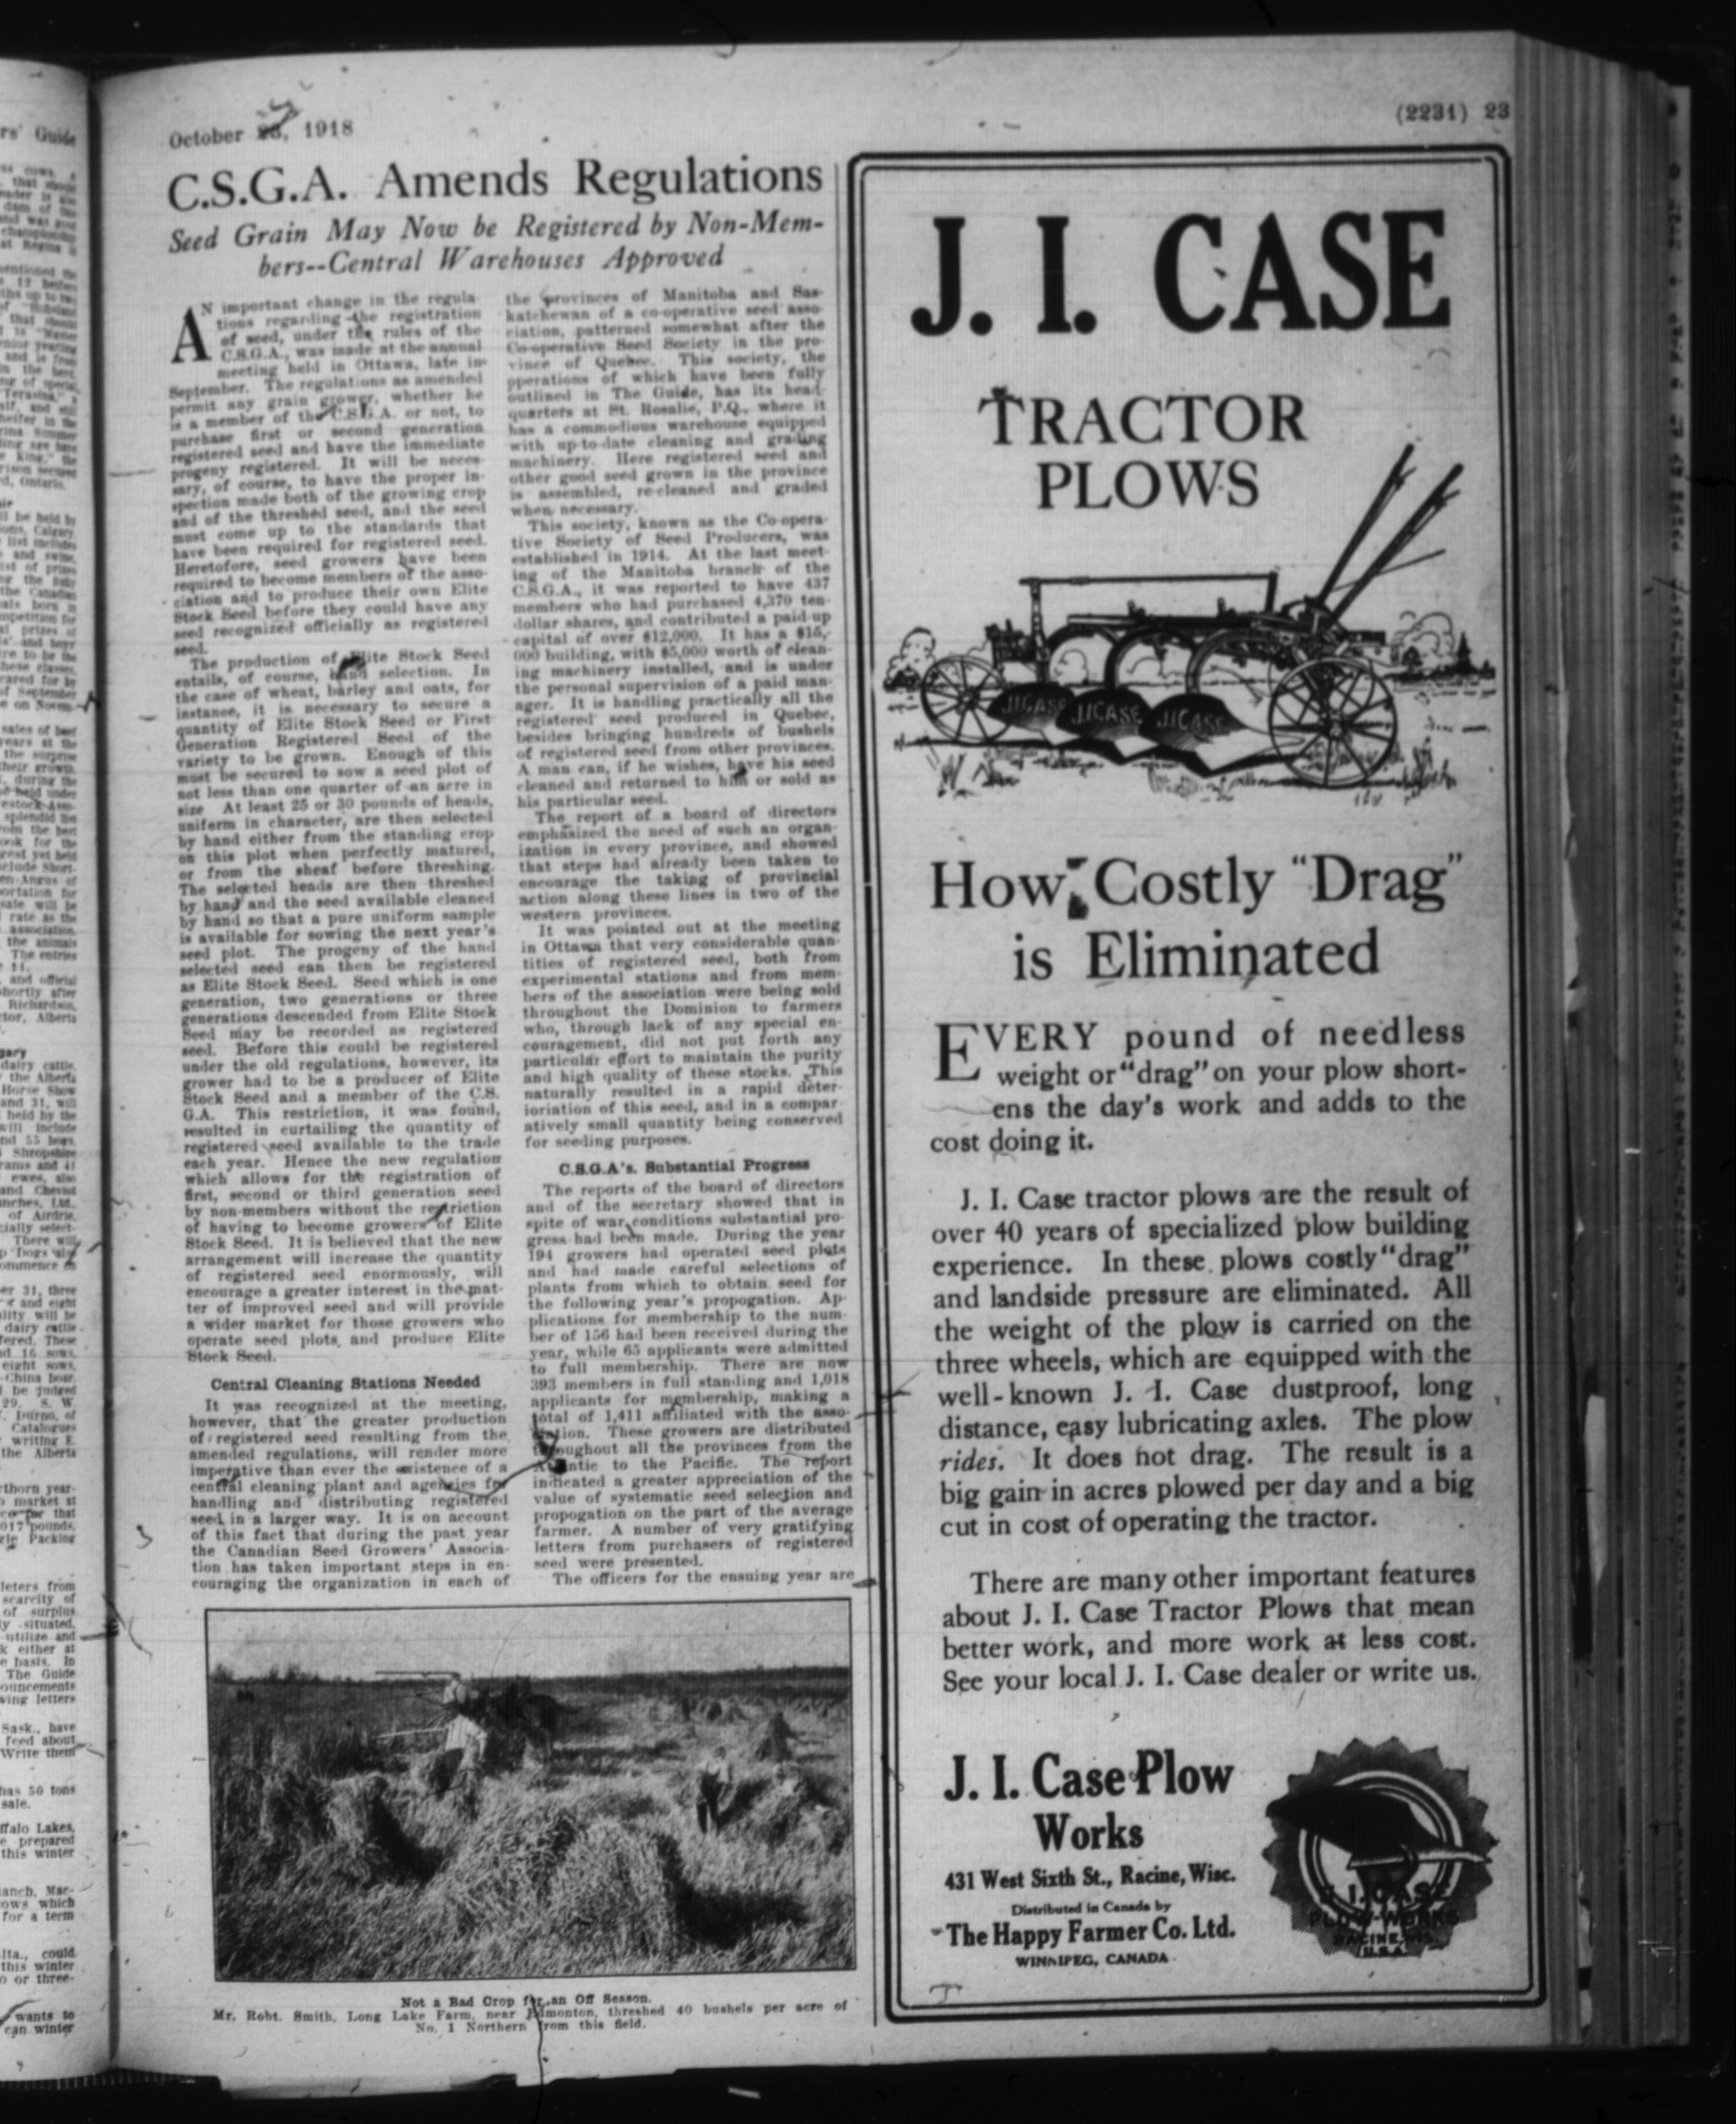 October 23, 1918
(2231) 23
C.S.G.A. Amends Regulations
Seed Grain May Now be Registered by Non-Mem-
bers--Central Warehouses Approved
AN important change in the regula-
tions regarding the registration
of seed, under the rules of the
C.S.G.A., was made at the annual
meeting held in Ottawa, late in
September. The regulations as amended
permit any grain grower, whether he
is a member of the C.S.G.A. or not, to
purchase first or second generation
registered seed and have the immediate
progeny registered. It will be neces-
sary, of course, to have the proper in-
spection made both of the growing crop
and of the threshed seed, and the seed
must come up to the standards that
have been required for registered seed.
Heretofore, seed growers have been
required to become members of the asso-
ciation and to produce their own Elite
Stock Seed before they could have any
seed recognized officially as registered
seed.
The production of Elite Stock Seed
entails, of course, hand selection. In
the case of wheat, barley and oats, for
instance, it is necessary to secure a
quantity of Elite Stock Seed or First
Generation Registered Seed of the
variety to be grown. Enough of this
must be secured to sow a seed plot of
not less than one quarter of an acre in
size At least 25 or 30 pounds of heads,
uniform in character, are then selected
by hand either from the standing crop
on this plot when perfectly matured,
or from the sheaf before threshing.
The selected heads are then threshed
by hand and the seed available cleaned
by hand so that a pure uniform sample
is available for sowing the next year's
seed plot. The progeny of the hand
selected seed can then be registered
as Elite Stock Seed. Seed which is one
generation, two generations or three
generations descended from Elite Stock
Seed may be recorded as registered
seed. Before this could be registered
under the old regulations, however, its
grower had to be a producer of Elite
Stock Seed and a member of the C.S.
G.A. This restriction, it was found,
resulted in curtailing the quantity of
registered seed available to the trade
each year. Hence the new regulation
which allows for the registration of
first, second or third generation seed
by non-members without the restriction
of having to become growers of Elite
Stock Seed. It is believed that the new
arrangement will increase the quantity
of registered seed enormously, will
encourage a greater interest in the mat-
ter of improved seed and will provide
a wider market for those growers who
operate seed plots and produce Elite
Stock Seed.
Central Cleaning Stations Needed
It was recognized at the meeting,
however, that the greater production
of registered seed resulting from the
amended regulations, will render more
imperative than ever the existence of a
central cleaning plant and agencies for
handling and distributing registered
seed in a larger way. It is on account
of this fact that during the past year
the Canadian Seed Growers' Associa-
tion has taken important steps in en-
couraging the organization in each of
the provinces of Manitoba and Sas-
katchewan of a co-operative seed asso-
ciation, patterned somewhat after the
Co-operative Seed Society in the pro-
vince of Quebec. This society, the
operations of which have been fully
outlined in The Guide, has its head-
quarters at St. Rosalie, P.Q., where it
has a commodious warehouse equipped
with up-to-date cleaning and grading
machinery. Here registered seed and
other good seed grown in the province
is assembled, re-cleaned and graded
when necessary.
This society, known as the Co-opera-
tive Society of Seed Producers, was
established in 1914. At the last meet-
ing of the Manitoba branch of the
C.S.G.A., it was reported to have 437
members who had purchased 4,370 ten-
dollar shares, and contributed a paid-up
capital of over $12,000. It has a $15,-
000 building, with $5,000 worth of clean-
ing machinery installed, and is under
the personal supervision of a paid man-
ager. It is handling practically all the
registered seed produced in Quebec,
besides bringing hundreds of bushels
of registered seed from other provinces.
A man can, if he wishes, have his seed
cleaned and returned to him or sold as
his particular seed.
The report of a board of directors
emphasized the need of such an organ-
ization in every province, and showed
that steps had already been taken to
encourage the taking of provincial
action along these lines in two of the
western provinces.
It was pointed out at the meeting
in Ottawa that very considerable quan-
tities of registered seed, both from
experimental stations and from mem-
bers of the association were being sold
throughout the Dominion to farmers
who, through lack of any special en-
couragement, did not put forth any
particular effort to maintain the purity
and high quality of these stocks. This
naturally resulted in a rapid deter-
ioriation of this seed, and in a compar-
atively small quantity being conserved
for seeding purposes.
C.S.G.A's. Substantial Progress
The reports of the board of directors
and of the secretary showed that in
spite of war conditions substantial pro-
gress had been made. During the year
194 growers had operated seed plots
and had made careful selections of
plants from which to obtain seed for
the following year's propogation. Ap-
plications for membership to the num-
ber of 156 had been received during the
year, while 65 applicants were admitted
to full membership. There are now
393 members in full standing and 1,018
applicants for membership, making a
total of 1,411 affiliated with the asso-
ciation. These growers are distributed
throughout all the provinces from the
Atlantic to the Pacific. The report
indicated a greater appreciation of the
value of systematic seed selection and
propogation on the part of the average
farmer. A number of very gratifying
letters from purchasers of registered
seed were presented.
The officers for the ensuing year are
Not a Bad Crop for an Off Season.
Mr. Robt. Smith, Long Lake Farm, near Edmonton, threshed 40 bushels per acre of
No. 1 Northern from this field.
J. I. CASE
TRACTOR
PLOWS
J.I.CASE J.I.CASE J.I.CASE
How Costly "Drag"
is Eliminated
EVERY pound of needless
weight or "drag" on your plow short-
ens the day's work and adds to the
cost doing it.
J. I. Case tractor plows are the result of
over 40 years of specialized plow building
experience. In these plows costly "drag"
and landside pressure are eliminated. All
the weight of the plow is carried on the
three wheels, which are equipped with the
well-known J. I. Case dustproof, long
distance, easy lubricating axles. The plow
rides. It does not drag. The result is a
big gain in acres plowed per day and a big
cut in cost of operating the tractor.
There are many other important features
about J. I. Case Tractor Plows that mean
better work, and more work at less cost.
See your local J. I. Case dealer or write us.
J. I. Case Plow
Works
431 West Sixth St., Racine, Wisc.
Distributed in Canada by
The Happy Farmer Co. Ltd.
WINNIPEG, CANADA
J.I.CASE
PLOW WORKS
RACINE, WIS.
U.S.A.